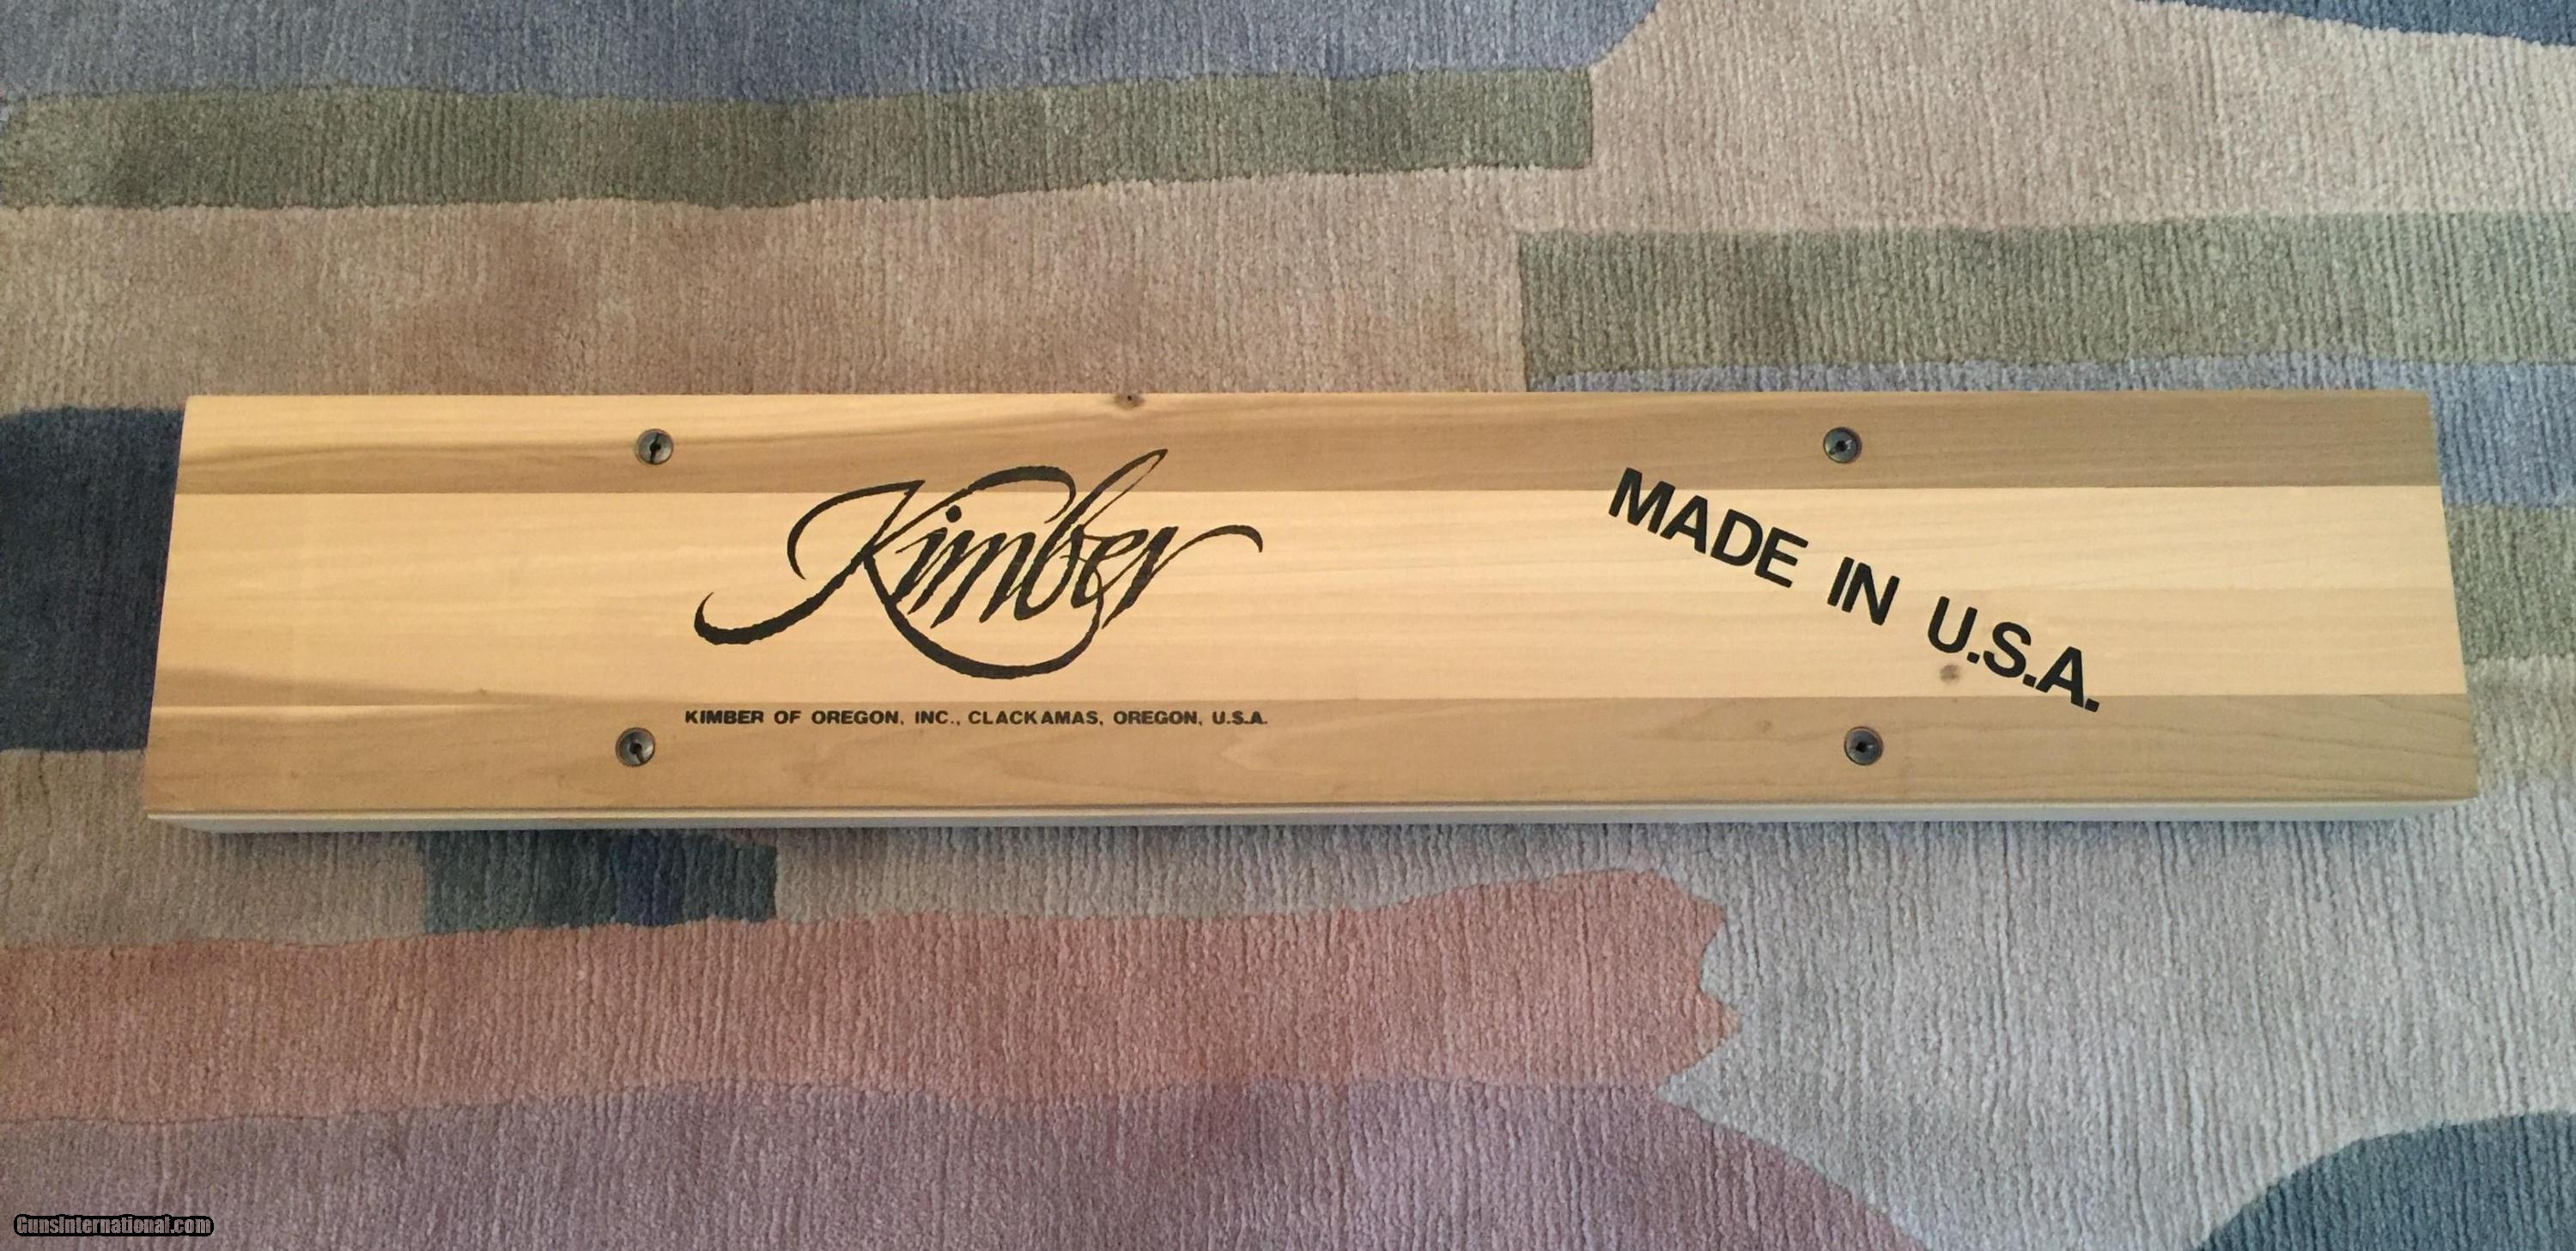 Kimber
MADE IN U.S.A.
KIMBER OF OREGON, INC., CLACKAMAS, OREGON, U.S.A.
GunsInternational.com